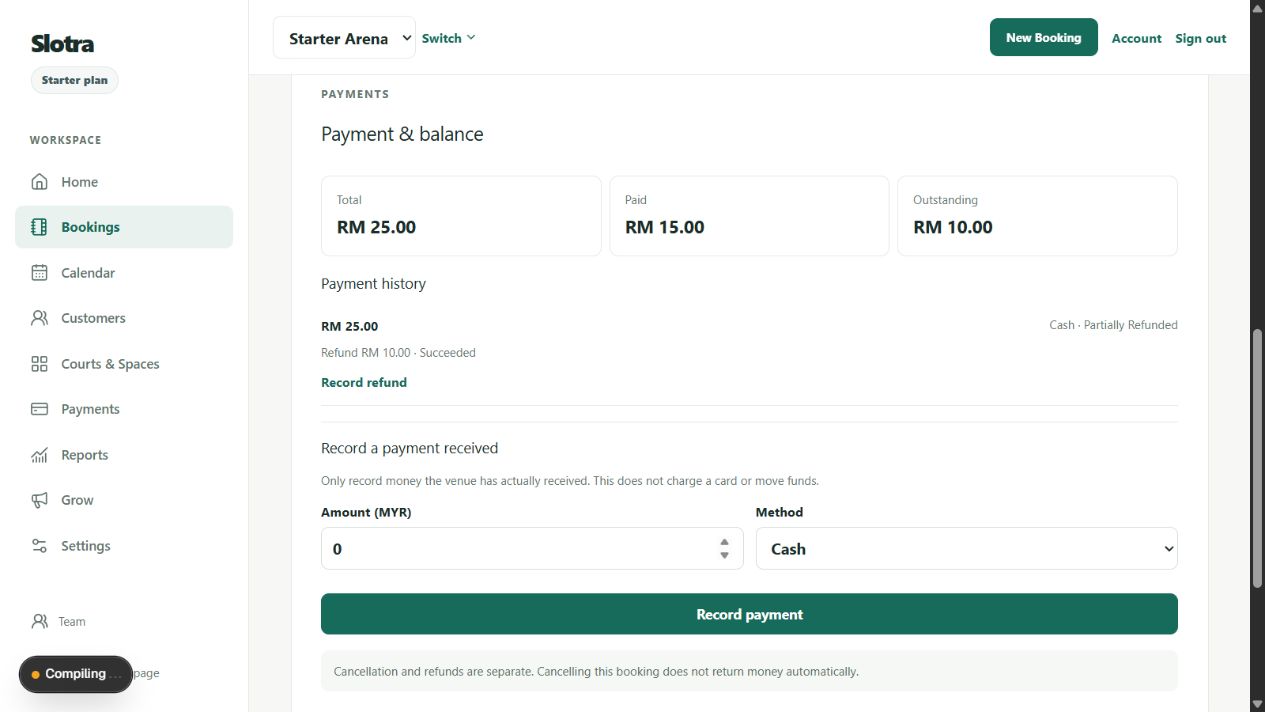 Slotra
Starter plan
WORKSPACE
Home
Bookings
Calendar
Customers
Courts & Spaces
Payments
Reports
Grow
Settings
Team
Compiling ...
page
Starter Arena
Switch
New Booking
Account
Sign out
PAYMENTS
Payment & balance
Total
RM 25.00
Paid
RM 15.00
Outstanding
RM 10.00
Payment history
RM 25.00
Cash · Partially Refunded
Refund RM 10.00 · Succeeded
Record refund
Record a payment received
Only record money the venue has actually received. This does not charge a card or move funds.
Amount (MYR)
0
Method
Cash
Record payment
Cancellation and refunds are separate. Cancelling this booking does not return money automatically.